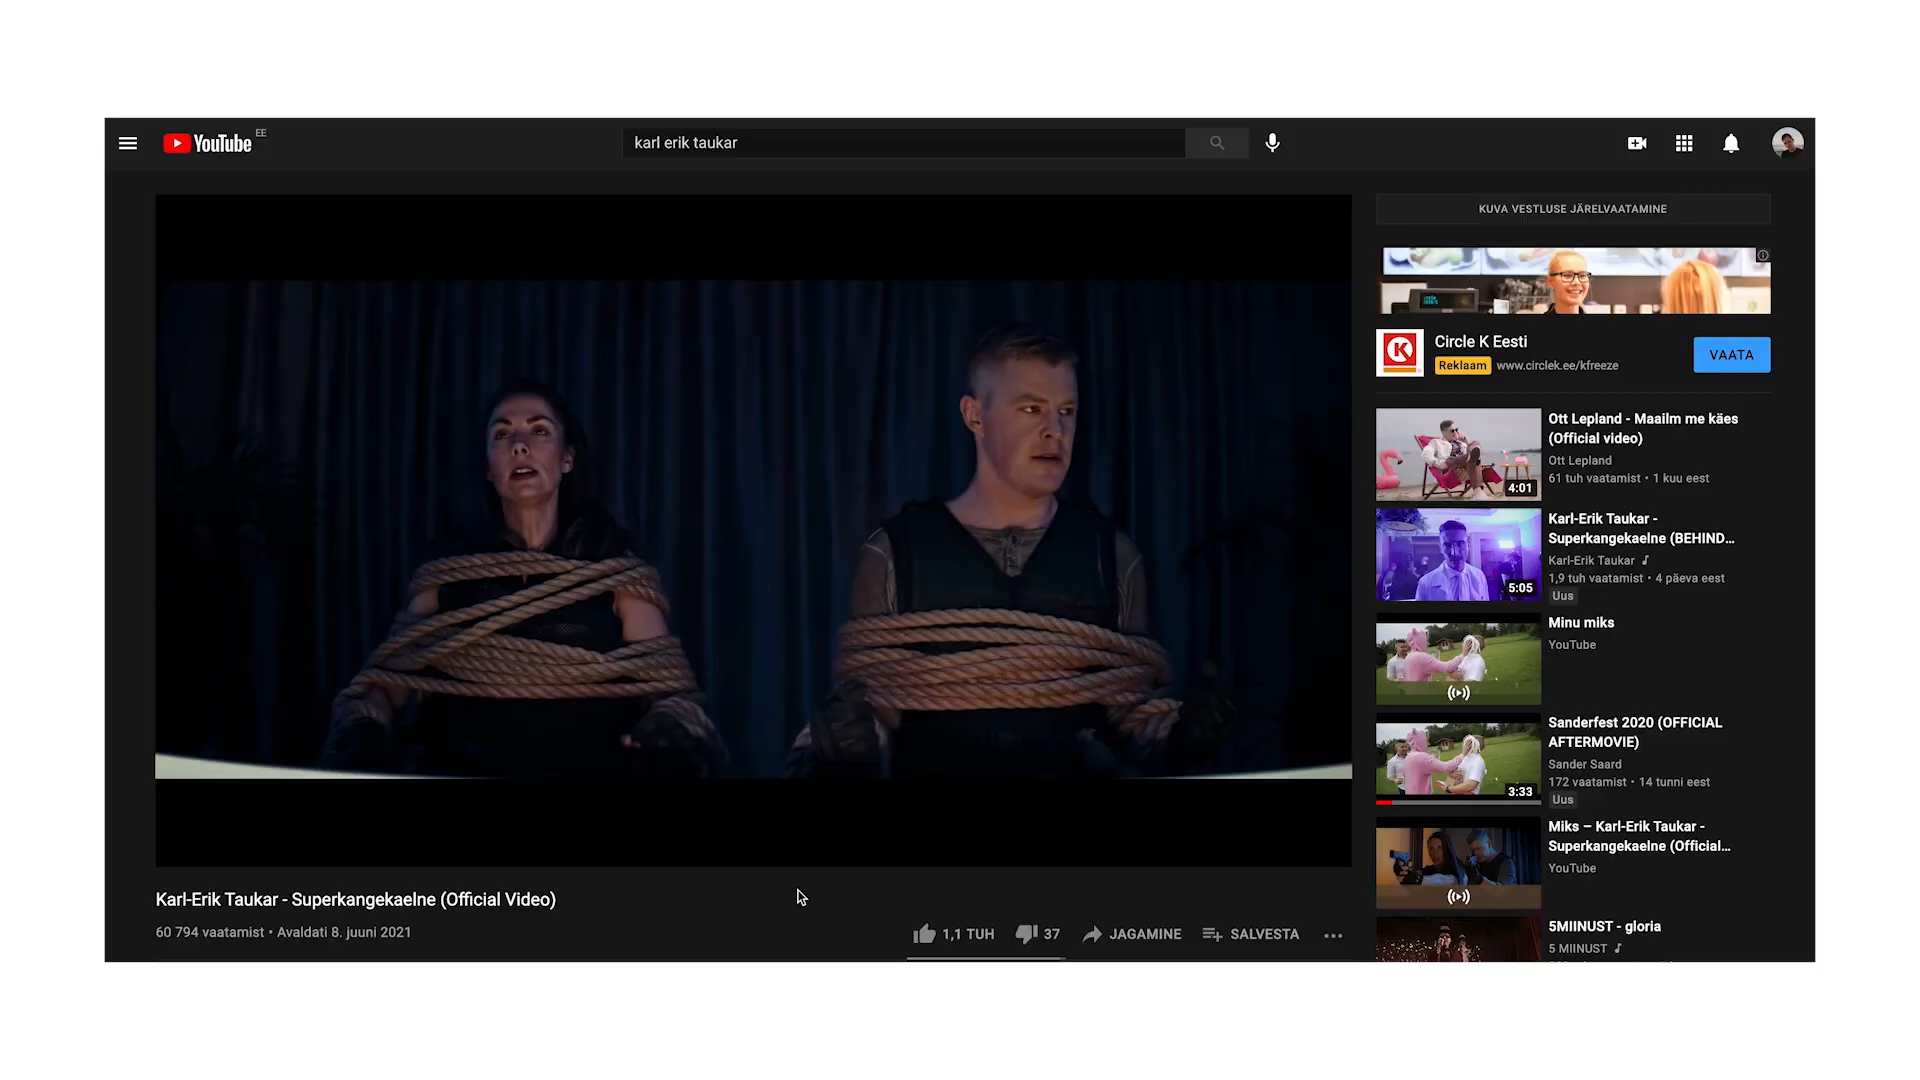 YouTube EE
karl erik taukar
KUVA VESTLUSE JÄRELVAATAMINE
Circle K Eesti
Reklaam www.circlek.ee/kfreeze
VAATA
Ott Lepland - Maailm me käes
(Official video)
Ott Lepland
61 tuh vaatamist • 1 kuu eest
4:01
Karl-Erik Taukar -
Superkangekaelne (BEHIND...
Karl-Erik Taukar
1,9 tuh vaatamist • 4 päeva eest
Uus
5:05
Minu miks
YouTube
Sanderfest 2020 (OFFICIAL
AFTERMOVIE)
Sander Saard
172 vaatamist • 14 tunni eest
Uus
3:33
Miks – Karl-Erik Taukar -
Superkangekaelne (Official...
YouTube
5MIINUST - gloria
5 MIINUST
Karl-Erik Taukar - Superkangekaelne (Official Video)
60 794 vaatamist • Avaldati 8. juuni 2021
1,1 TUH
37
JAGAMINE
SALVESTA